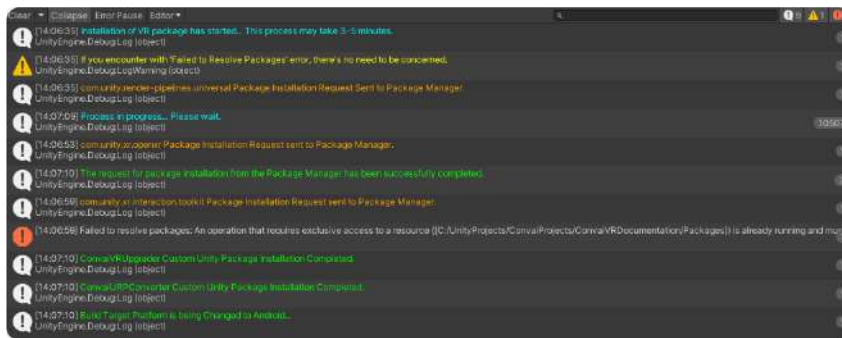 Clear Collapse Error Pause Editor
[14:06:35] Installation of VR package has started... This process may take 3-5 minutes.
UnityEngine.Debug:Log (object)
[14:06:35] If you encounter with 'Failed to Resolve Packages' error, there's no need to be concerned.
UnityEngine.Debug:LogWarning (object)
[14:06:35] com.unity.render-pipelines.universal Package Installation Request Sent to Package Manager.
UnityEngine.Debug:Log (object)
[14:07:09] Process in progress... Please wait.
UnityEngine.Debug:Log (object)
[14:06:53] com.unity.xr.openxr Package Installation Request sent to Package Manager.
UnityEngine.Debug:Log (object)
[14:07:10] The request for package installation from the Package Manager has been successfully completed.
UnityEngine.Debug:Log (object)
[14:06:59] com.unity.xr.interaction.toolkit Package Installation Request sent to Package Manager.
UnityEngine.Debug:Log (object)
[14:06:59] Failed to resolve packages: An operation that requires exclusive access to a resource ([C:/UnityProjects/ConvaiProjects/ConvaiVRDocumentation/Packages]) is already running and
[14:07:10] ConvaiVRUpgrader Custom Unity Package Installation Completed.
UnityEngine.Debug:Log (object)
[14:07:10] ConvaiURPConverter Custom Unity Package Installation Completed.
UnityEngine.Debug:Log (object)
[14:07:10] Build Target Platform is being Changed to Android...
UnityEngine.Debug:Log (object)